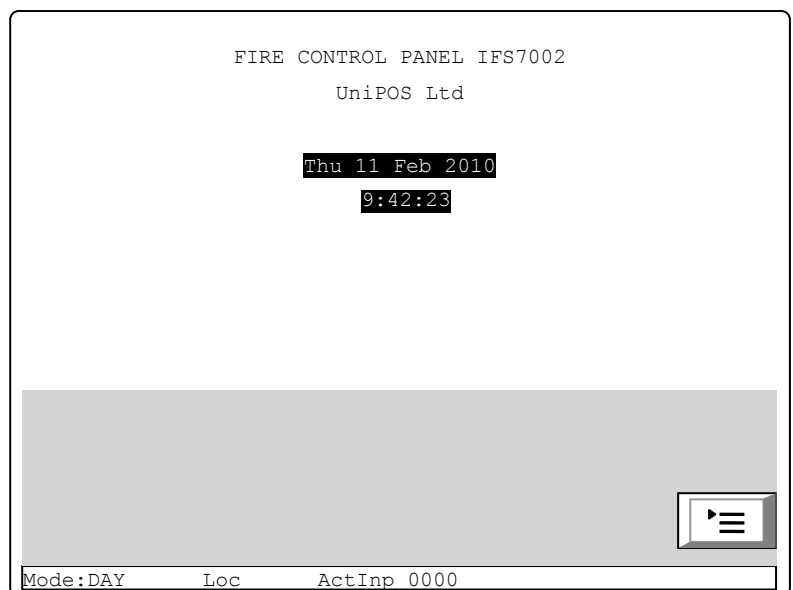 FIRE CONTROL PANEL IFS7002
UniPOS Ltd
Thu 11 Feb 2010
9:42:23
Mode:DAY Loc ActInp 0000